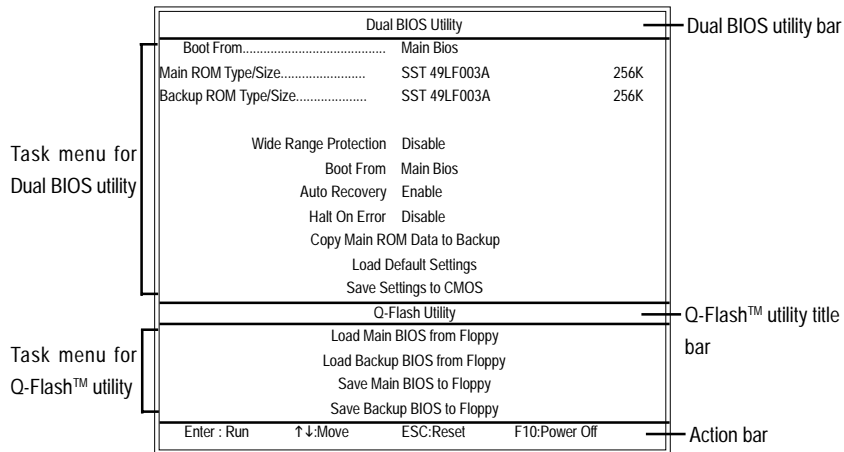 Dual BIOS Utility
Dual BIOS utility bar
Boot From........................................ Main Bios
Main ROM Type/Size........................ SST 49LF003A 256K
Backup ROM Type/Size.................... SST 49LF003A 256K
Wide Range Protection Disable
Boot From Main Bios
Auto Recovery Enable
Halt On Error Disable
Copy Main ROM Data to Backup
Load Default Settings
Save Settings to CMOS
Task menu for
Dual BIOS utility
Q-Flash Utility
Q-Flash™ utility title
bar
Load Main BIOS from Floppy
Load Backup BIOS from Floppy
Save Main BIOS to Floppy
Save Backup BIOS to Floppy
Task menu for
Q-Flash™ utility
Enter : Run ↑↓:Move ESC:Reset F10:Power Off
Action bar